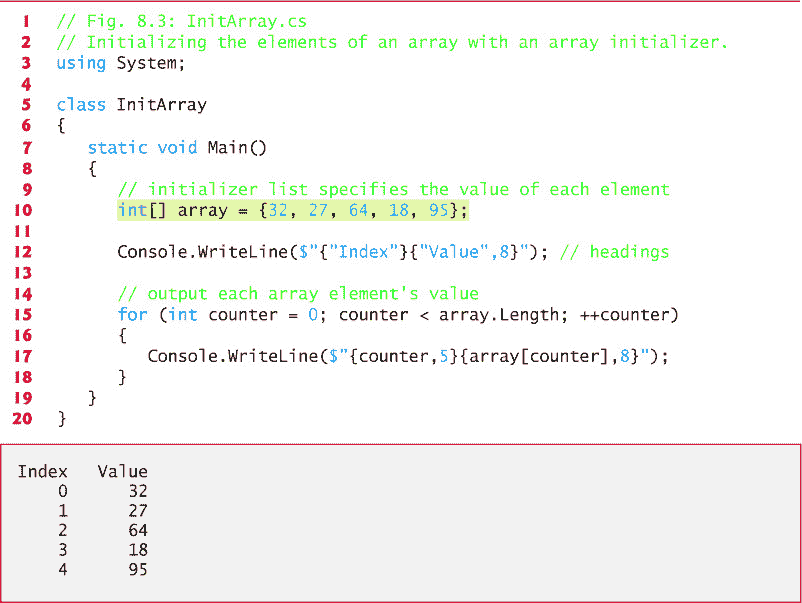 1 // Fig. 8.3: InitArray.cs
2 // Initializing the elements of an array with an array initializer.
3 using System;
4
5 class InitArray
6 {
7 static void Main()
8 {
9 // initializer list specifies the value of each element
10 int[] array = {32, 27, 64, 18, 95};
11
12 Console.WriteLine($"{"Index"}{"Value",8}"); // headings
13
14 // output each array element's value
15 for (int counter = 0; counter < array.Length; ++counter)
16 {
17 Console.WriteLine($"{counter,5}{array[counter],8}");
18 }
19 }
20 }
Index Value
0 32
1 27
2 64
3 18
4 95